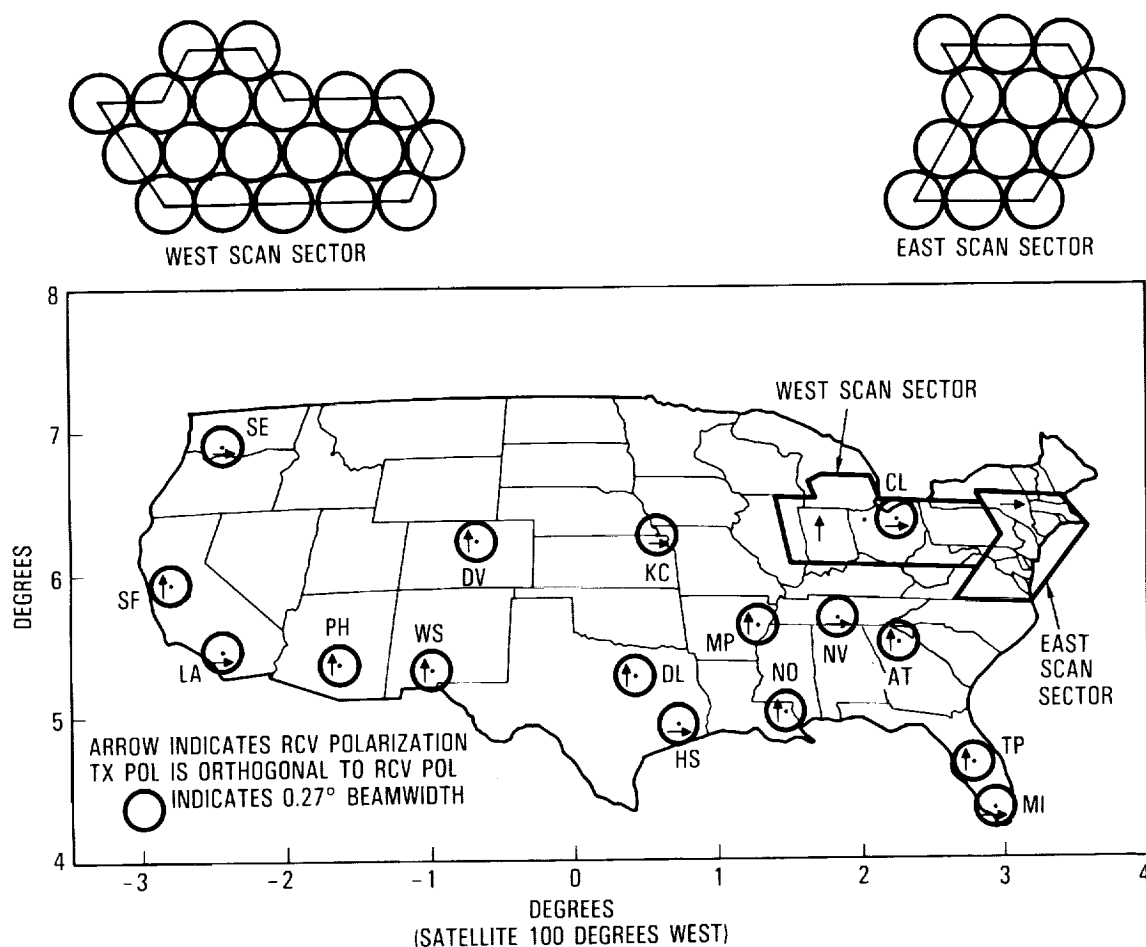 WEST SCAN SECTOR
EAST SCAN SECTOR
8
7
6
5
4
DEGREES
WEST SCAN SECTOR
SE
CL
DV
KC
SF
LA
PH
WS
MP
NV
AT
DL
NO
HS
TP
MI
EAST
SCAN
SECTOR
ARROW INDICATES RCV POLARIZATION
TX POL IS ORTHOGONAL TO RCV POL
INDICATES 0.27° BEAMWIDTH
-3 -2 -1 0 1 2 3 4
DEGREES
(SATELLITE 100 DEGREES WEST)